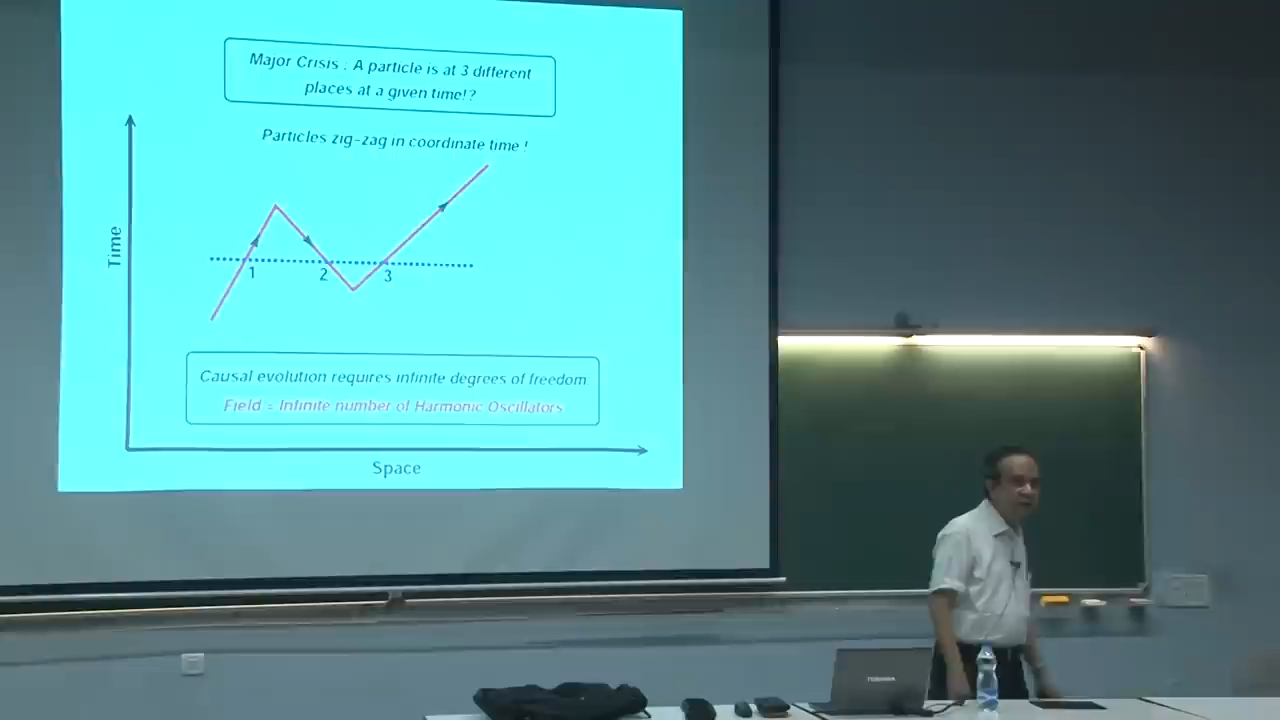 Major Crisis : A particle is at 3 different
places at a given time!?
Particles zig-zag in coordinate time !
Time
1
2
3
Causal evolution requires infinite degrees of freedom
Field = Infinite number of Harmonic Oscillators
Space
TOSHIBA